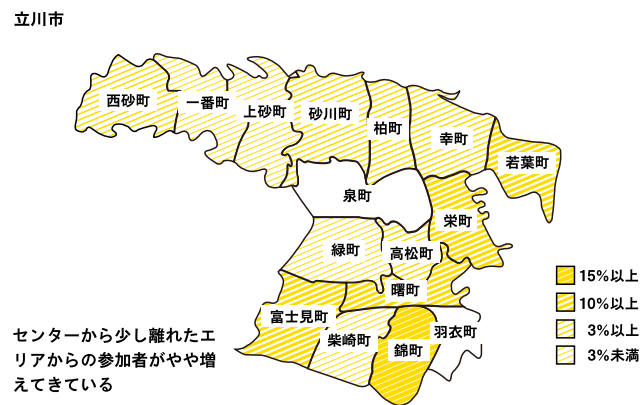 立川市
西砂町
一番町
上砂町
砂川町
柏町
幸町
若葉町
泉町
栄町
緑町
高松町
曙町
富士見町
柴崎町
錦町
羽衣町
15%以上
10%以上
3%以上
3%未満
センターから少し離れたエ
リアからの参加者がやや増
えてきている